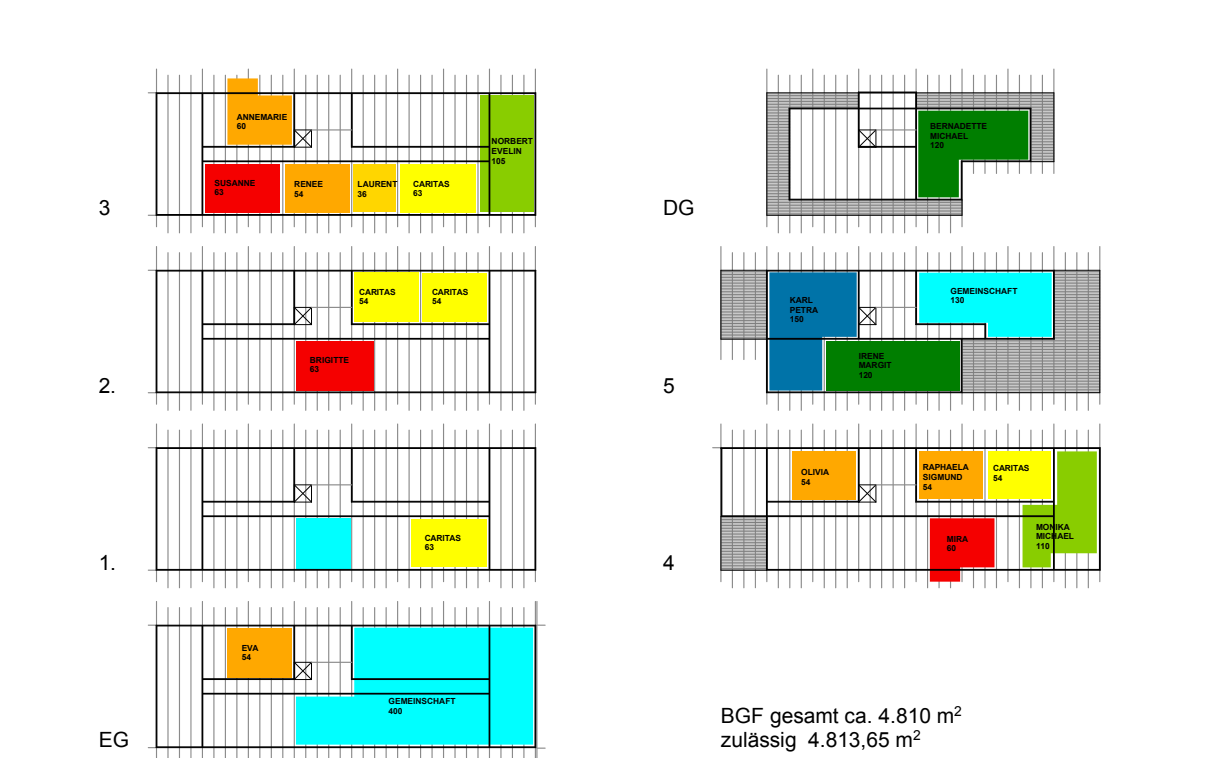 ANNEMARIE
60
NORBERT
EVELIN
105
SUSANNE
63
RENEE
54
LAURENT
36
CARITAS
63
3
CARITAS
54
CARITAS
54
BRIGITTE
63
2.
CARITAS
63
1.
EVA
54
GEMEINSCHAFT
400
EG
BERNADETTE
MICHAEL
120
DG
KARL
PETRA
150
GEMEINSCHAFT
130
IRENE
MARGIT
120
5
OLIVIA
54
RAPHAELA
SIGMUND
54
CARITAS
54
MONIKA
MICHAEL
110
MIRA
60
4
BGF gesamt ca. 4.810 m²
zulässig 4.813,65 m²